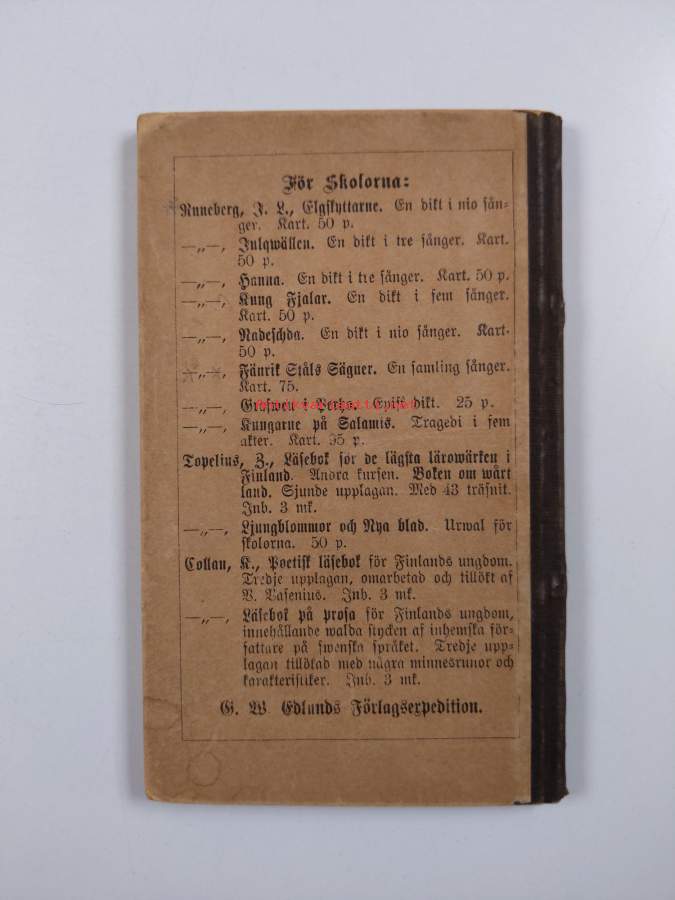 För Skolorna:
Runeberg, J. L., Elgskyttarne. En dikt i nio sån-
ger. Kart. 50 p.
—„—, Julqwällen. En dikt i tre sånger. Kart.
50 p.
—„—, Hanna. En dikt i tre sånger. Kart. 50 p.
—„—, Kung Fjalar. En dikt i fem sånger.
Kart. 50 p.
—„—, Nadeschda. En dikt i nio sånger. Kart.
50 p.
—„—, Fänrik Ståls Sägner. En samling sånger.
Kart. 75.
—„—, Grafwen i Perho. Episk dikt. 25 p.
—„—, Kungarne på Salamis. Tragedi i fem
akter. Kart. 95 p.
Topelius, Z., Läsebok för de lägsta lärowärken i
Finland. Andra kursen. Boken om wårt
land. Sjunde upplagan. Med 43 träsnit.
Inb. 3 mk.
—„—, Ljungblommor och Nya blad. Urwal för
skolorna. 50 p.
Collan, K., Poetisk läsebok för Finlands ungdom.
Tredje upplagan, omarbetad och tillökt af
V. Vasenius. Inb. 3 mk.
—„—, Läsebok på prosa för Finlands ungdom,
innehållande walda stycken af inhemska för-
fattare på swenska språket. Tredje upp-
lagan tillökad med några minnesrunor och
karakteristiker. Inb. 3 mk.
G. W. Edlunds Förlagsexpedition.